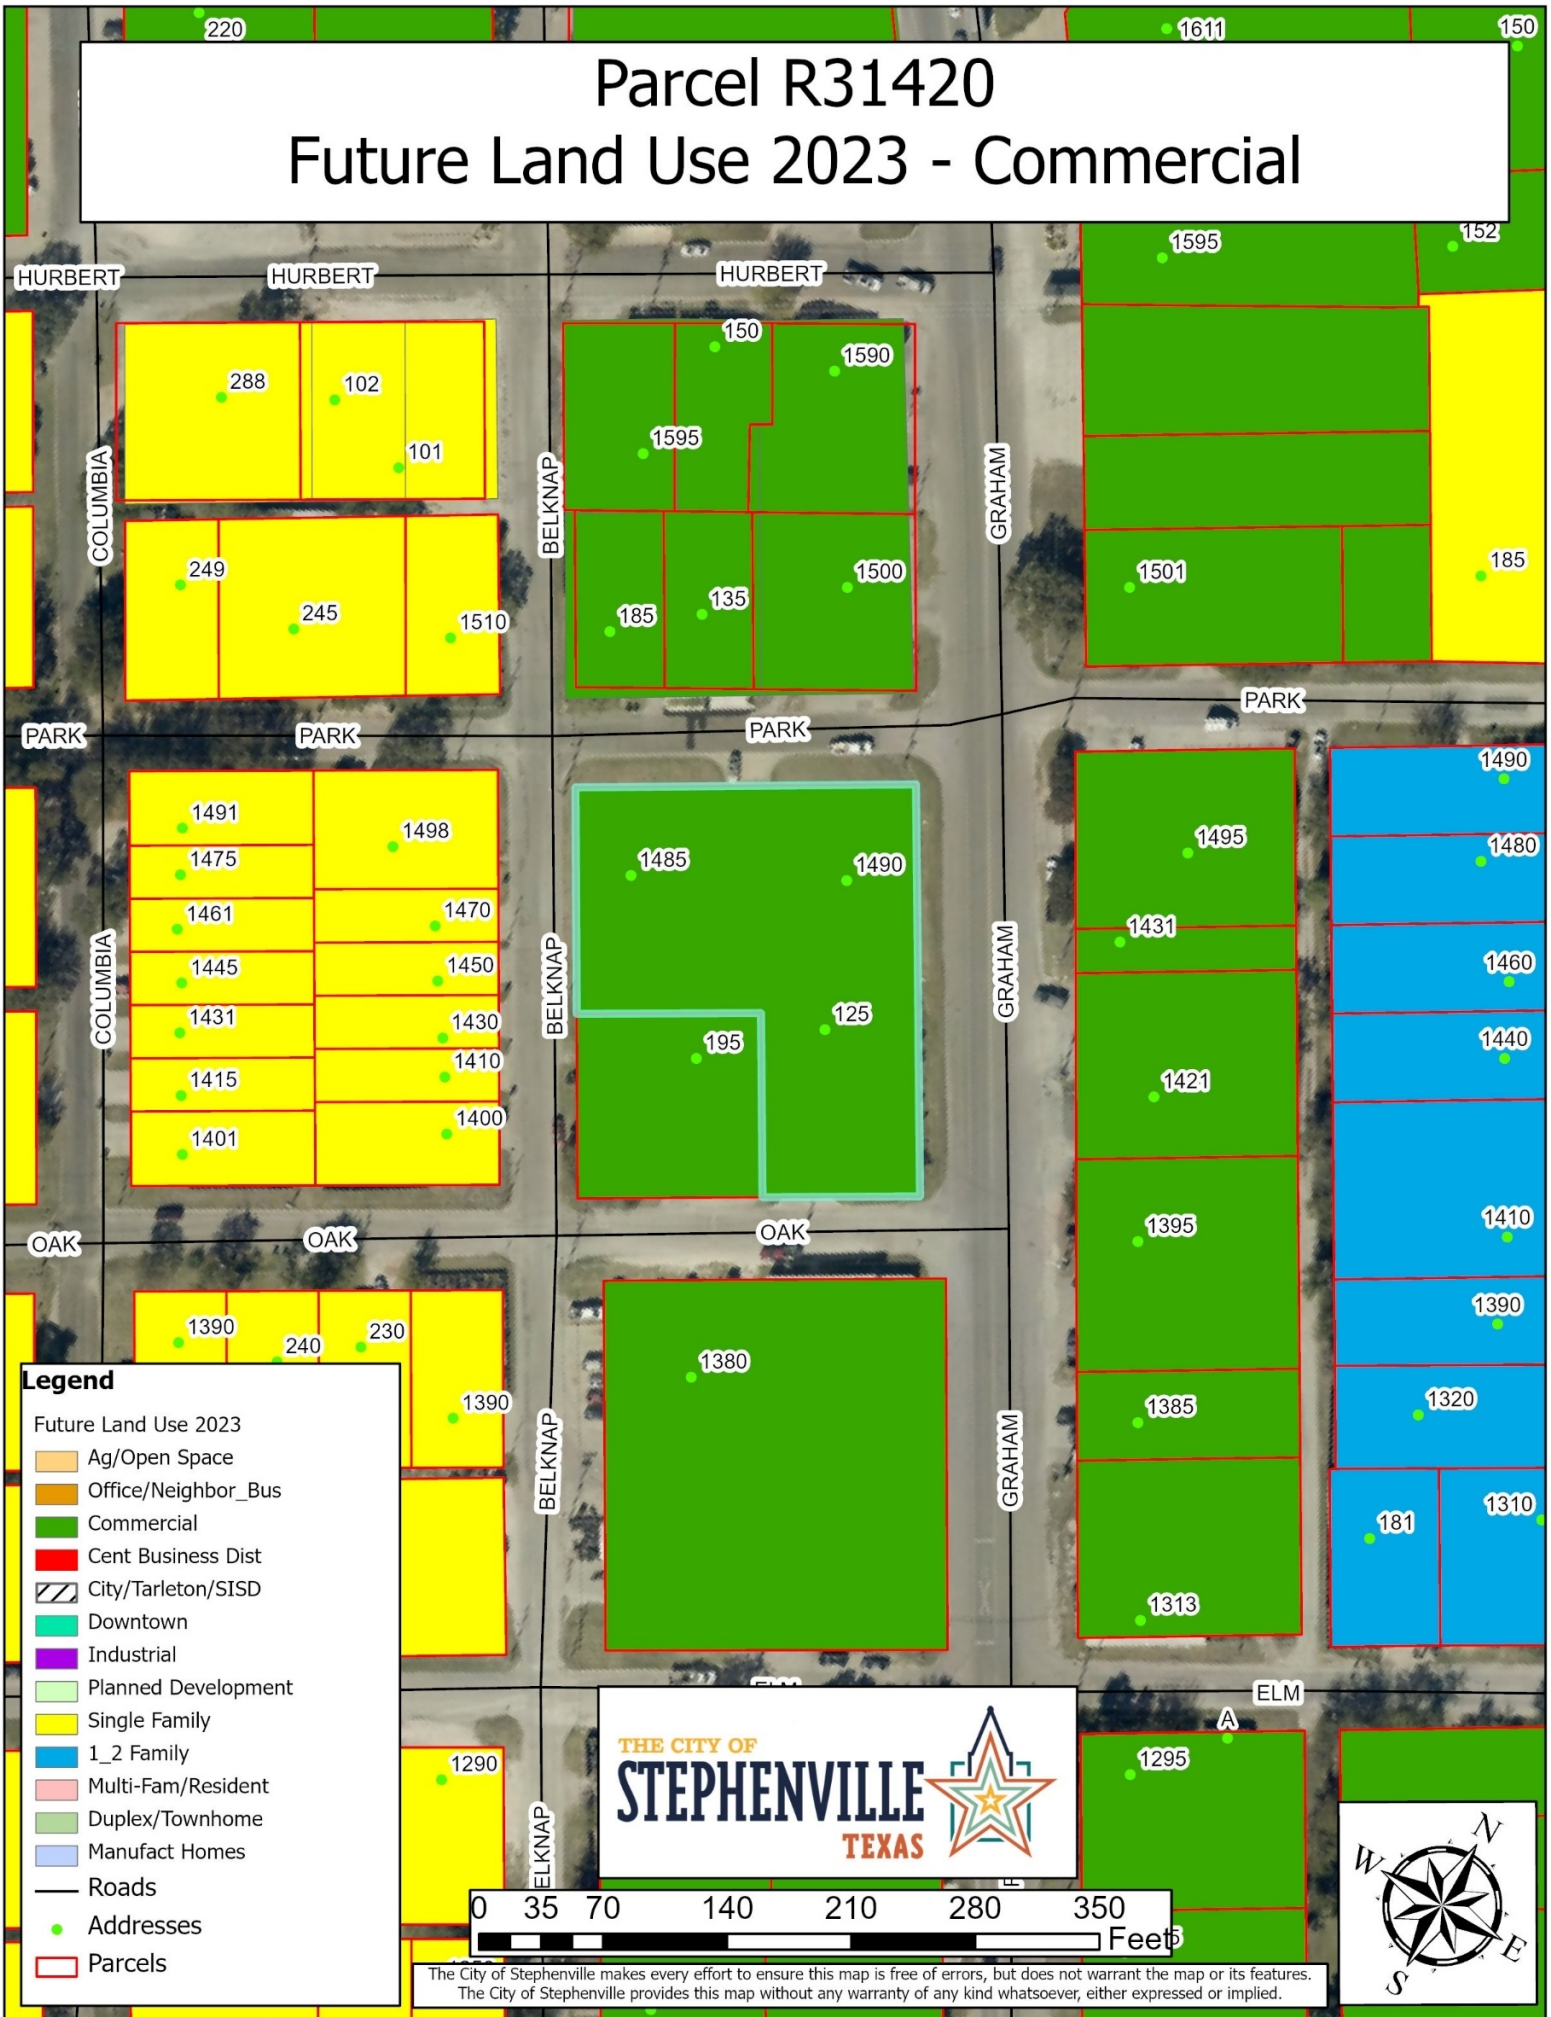 220
1611
150
Parcel R31420
Future Land Use 2023 - Commercial
1595
152
HURBERT
HURBERT
HURBERT
288
102
101
150
1590
1595
COLUMBIA
BELKNAP
GRAHAM
249
245
1510
185
135
1500
1501
185
PARK
PARK
PARK
PARK
1491
1498
1475
1461
1470
1445
1450
1431
1430
1415
1410
1401
1400
COLUMBIA
BELKNAP
GRAHAM
1485
1490
195
125
1495
1431
1421
1395
1385
1313
1490
1480
1460
1440
1410
1390
1320
181
1310
OAK
OAK
OAK
1390
240
230
1390
1380
BELKNAP
GRAHAM
Legend
Future Land Use 2023
Ag/Open Space
Office/Neighbor_Bus
Commercial
Cent Business Dist
City/Tarleton/SISD
Downtown
Industrial
Planned Development
Single Family
1_2 Family
Multi-Fam/Resident
Duplex/Townhome
Manufact Homes
Roads
Addresses
Parcels
ELM
ELM
A
1295
1290
ELKNAP
THE CITY OF
STEPHENVILLE
TEXAS
0 35 70 140 210 280 350
Feet
N
W
E
S
The City of Stephenville makes every effort to ensure this map is free of errors, but does not warrant the map or its features.
The City of Stephenville provides this map without any warranty of any kind whatsoever, either expressed or implied.